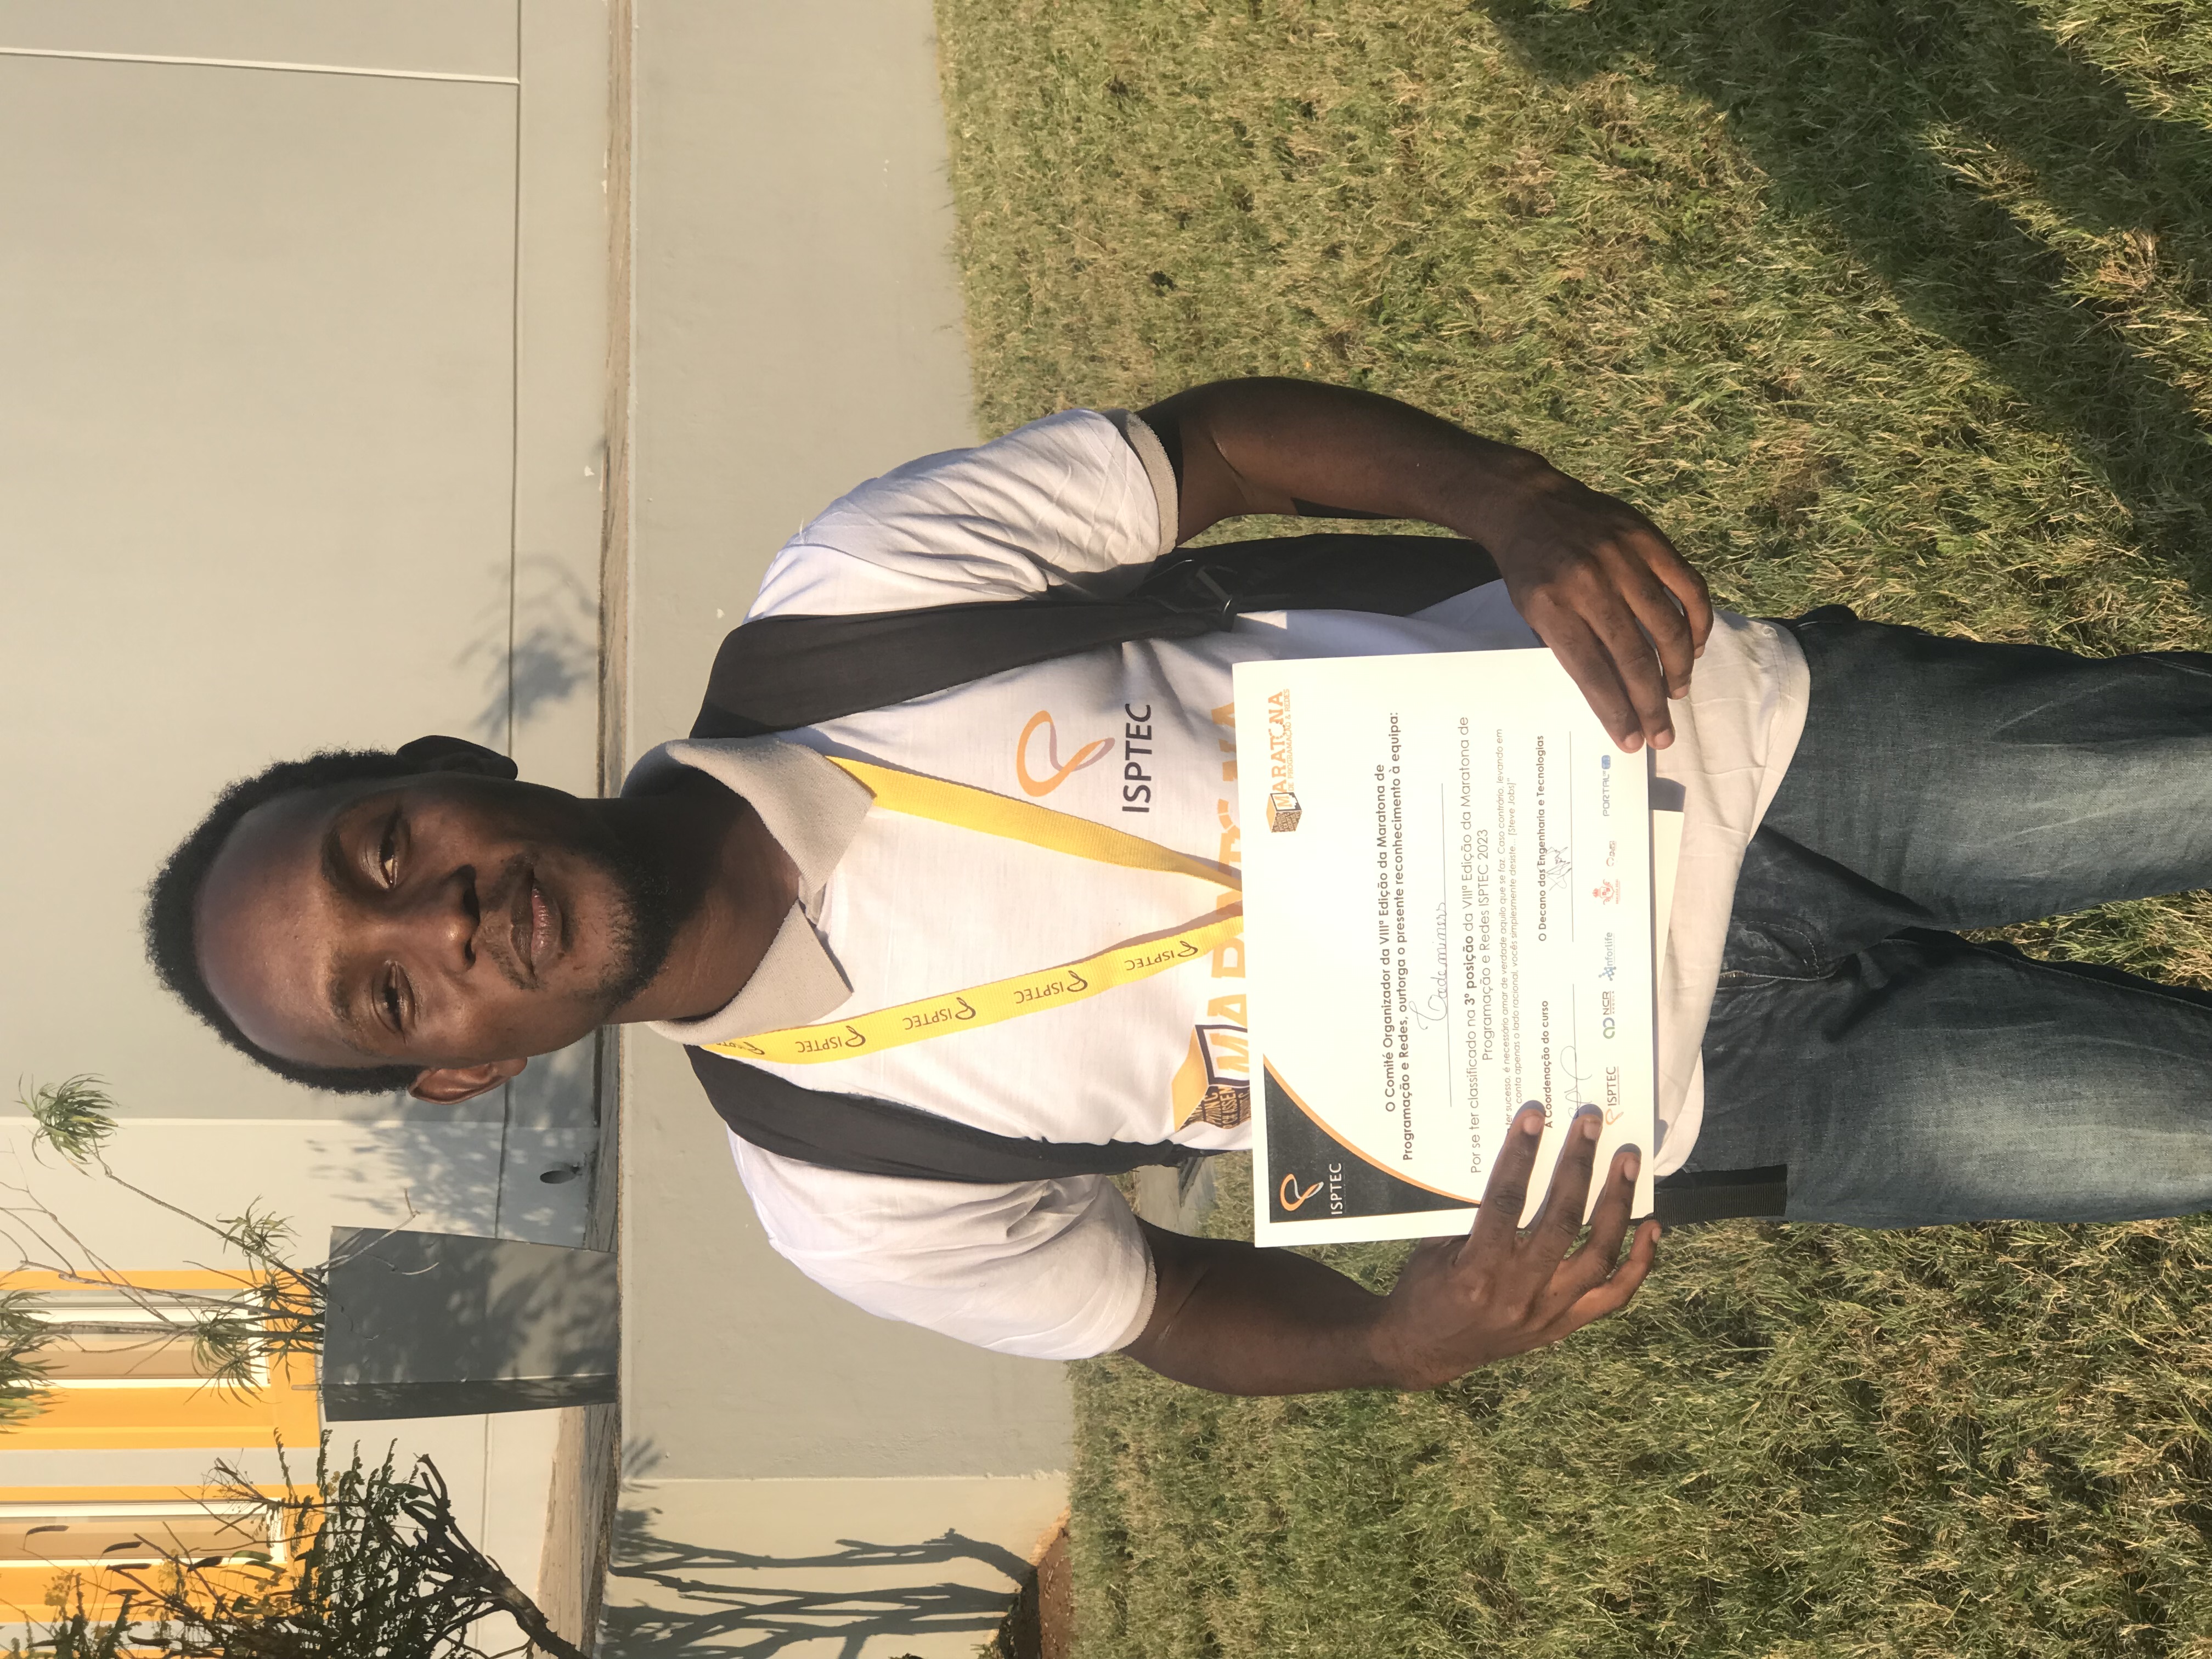 ISPTEC
ISPTEC
ISPTEC
ISPTEC
ISPTEC
ISPTEC
MARATONA
ISPTEC
MARATONA
DE PROGRAMAÇÃO & REDES
O Comité Organizador da VIIIª Edição da Maratona de
Programação e Redes, ourtorga o presente reconhecimento à equipa:
Codeminers
Por se ter classificado na 3º posição da VIIIª Edição da Maratona de
Programação e Redes ISPTEC 2023
ter sucesso, é necessário amar de verdade aquilo que se faz. Caso contrário, levando em
conta apenas o lado racional, vocês simplesmente desiste... (Steve Jobs)"
A Coordenação do curso
O Decano das Engenharia e Tecnologias
ISPTEC
NCR
ANGOLA
inforlife
PORTAL